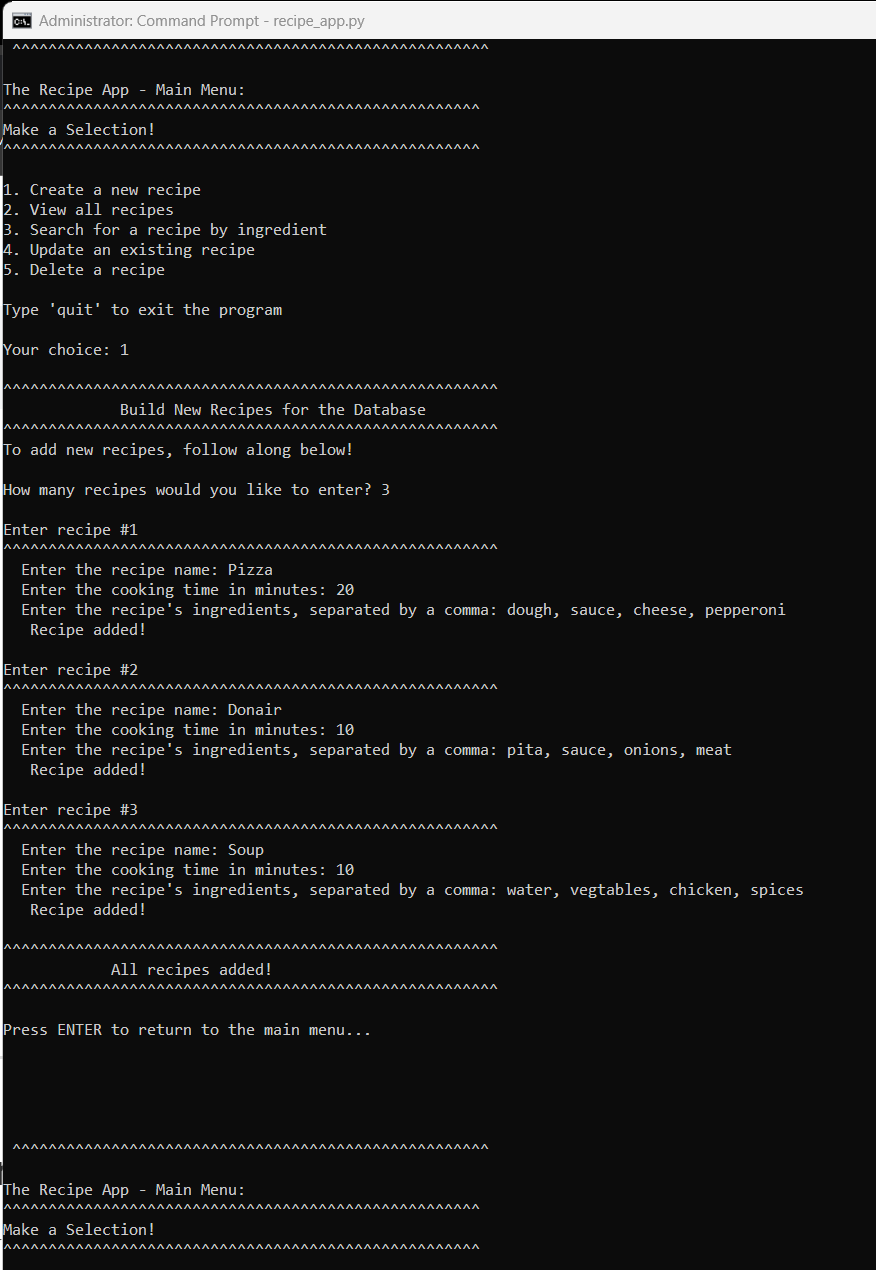 Administrator: Command Prompt - recipe_app.py
^^^^^^^^^^^^^^^^^^^^^^^^^^^^^^^^^^^^^^^^^^^^^^^^^^^^^
The Recipe App - Main Menu:
^^^^^^^^^^^^^^^^^^^^^^^^^^^^^^^^^^^^^^^^^^^^^^^^^^^^^
Make a Selection!
^^^^^^^^^^^^^^^^^^^^^^^^^^^^^^^^^^^^^^^^^^^^^^^^^^^^^
1. Create a new recipe
2. View all recipes
3. Search for a recipe by ingredient
4. Update an existing recipe
5. Delete a recipe
Type 'quit' to exit the program
Your choice: 1
^^^^^^^^^^^^^^^^^^^^^^^^^^^^^^^^^^^^^^^^^^^^^^^^^^^^^^^
Build New Recipes for the Database
^^^^^^^^^^^^^^^^^^^^^^^^^^^^^^^^^^^^^^^^^^^^^^^^^^^^^^^
To add new recipes, follow along below!
How many recipes would you like to enter? 3
Enter recipe #1
^^^^^^^^^^^^^^^^^^^^^^^^^^^^^^^^^^^^^^^^^^^^^^^^^^^^^^^
Enter the recipe name: Pizza
Enter the cooking time in minutes: 20
Enter the recipe's ingredients, separated by a comma: dough, sauce, cheese, pepperoni
Recipe added!
Enter recipe #2
^^^^^^^^^^^^^^^^^^^^^^^^^^^^^^^^^^^^^^^^^^^^^^^^^^^^^^^
Enter the recipe name: Donair
Enter the cooking time in minutes: 10
Enter the recipe's ingredients, separated by a comma: pita, sauce, onions, meat
Recipe added!
Enter recipe #3
^^^^^^^^^^^^^^^^^^^^^^^^^^^^^^^^^^^^^^^^^^^^^^^^^^^^^^^
Enter the recipe name: Soup
Enter the cooking time in minutes: 10
Enter the recipe's ingredients, separated by a comma: water, vegtables, chicken, spices
Recipe added!
^^^^^^^^^^^^^^^^^^^^^^^^^^^^^^^^^^^^^^^^^^^^^^^^^^^^^^^
All recipes added!
^^^^^^^^^^^^^^^^^^^^^^^^^^^^^^^^^^^^^^^^^^^^^^^^^^^^^^^
Press ENTER to return to the main menu...
^^^^^^^^^^^^^^^^^^^^^^^^^^^^^^^^^^^^^^^^^^^^^^^^^^^^^
The Recipe App - Main Menu:
^^^^^^^^^^^^^^^^^^^^^^^^^^^^^^^^^^^^^^^^^^^^^^^^^^^^^
Make a Selection!
^^^^^^^^^^^^^^^^^^^^^^^^^^^^^^^^^^^^^^^^^^^^^^^^^^^^^